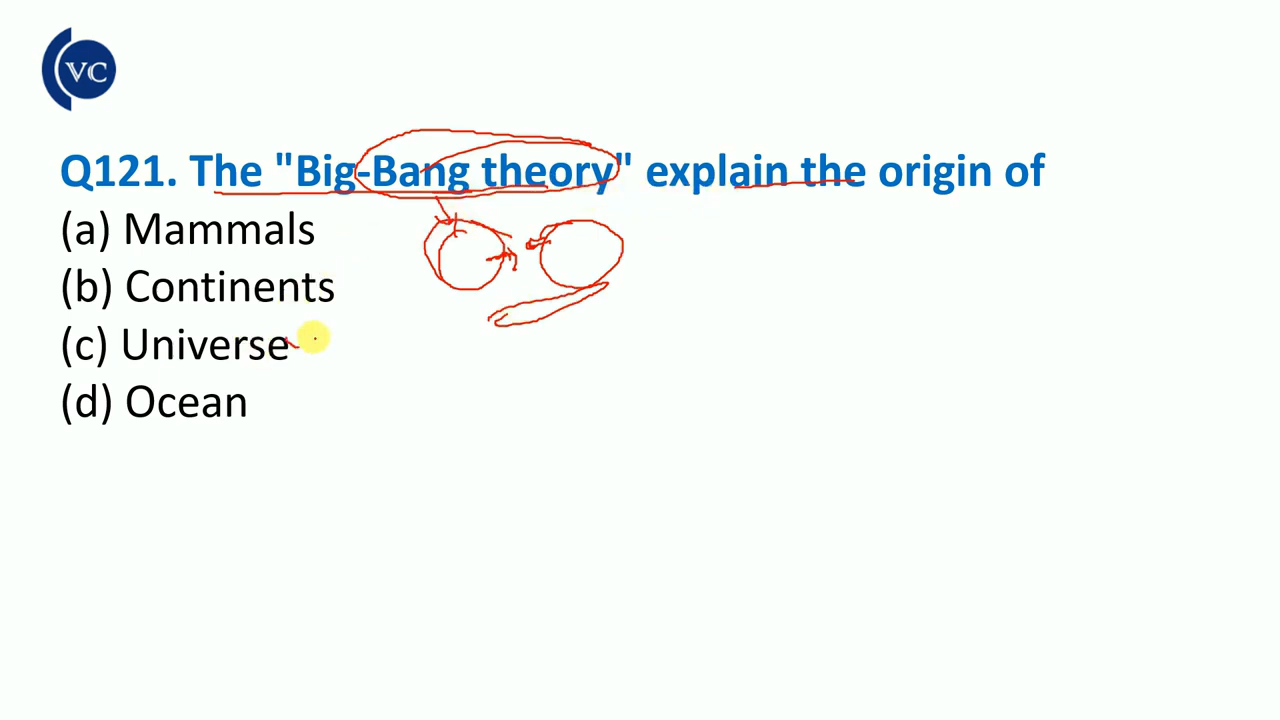 VC
Q121. The "Big-Bang theory" explain the origin of
(a) Mammals
(b) Continents
(c) Universe
(d) Ocean